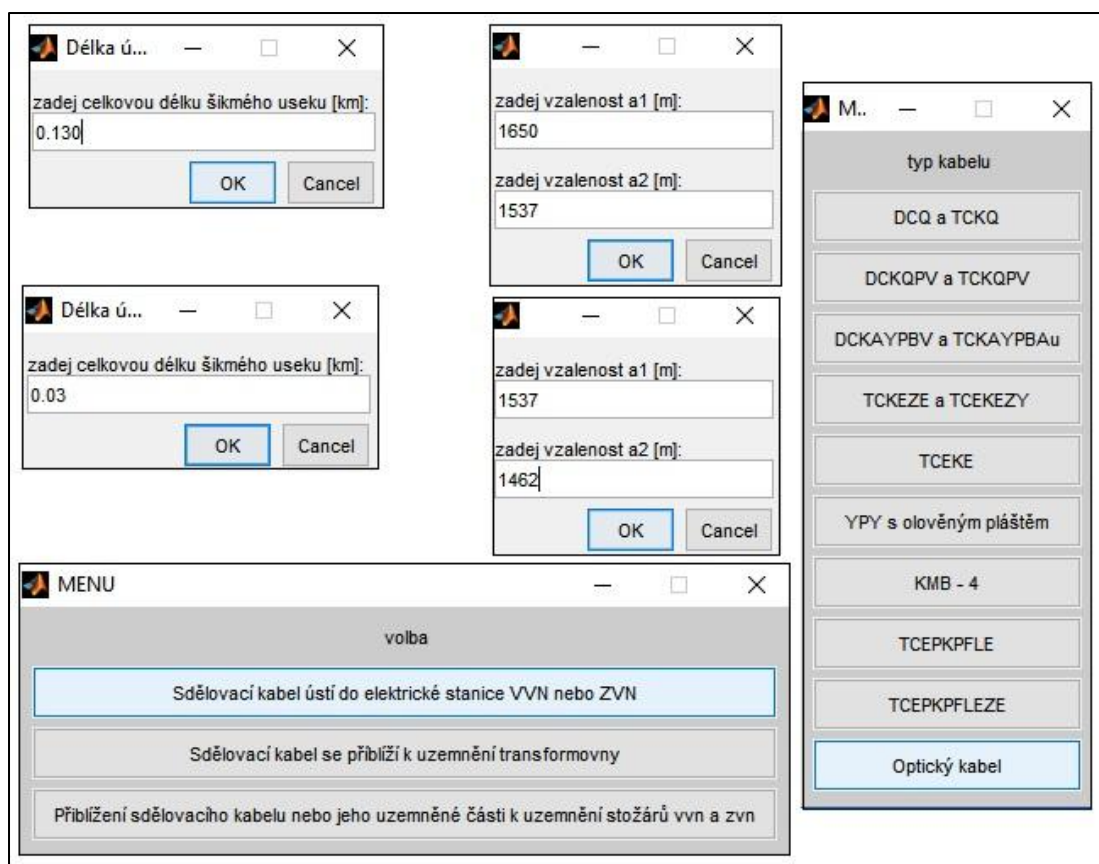 Délka ú...
zadej celkovou délku šikmého useku [km]:
0.130
OK Cancel
zadej vzalenost a1 [m]:
1650
zadej vzalenost a2 [m]:
1537
OK Cancel
Délka ú...
zadej celkovou délku šikmého useku [km]:
0.03
OK Cancel
zadej vzalenost a1 [m]:
1537
zadej vzalenost a2 [m]:
1462
OK Cancel
MENU
volba
Sdělovací kabel ústí do elektrické stanice VVN nebo ZVN
Sdělovací kabel se přiblíží k uzemnění transformovny
Přiblížení sdělovacího kabelu nebo jeho uzemněné části k uzemnění stožárů vvn a zvn
M..
typ kabelu
DCQ a TCKQ
DCKQPV a TCKQPV
DCKAYPBV a TCKAYPBAu
TCKEZE a TCEKEZY
TCEKE
YPY s olověným pláštěm
KMB - 4
TCEPKPFLE
TCEPKPFLEZE
Optický kabel